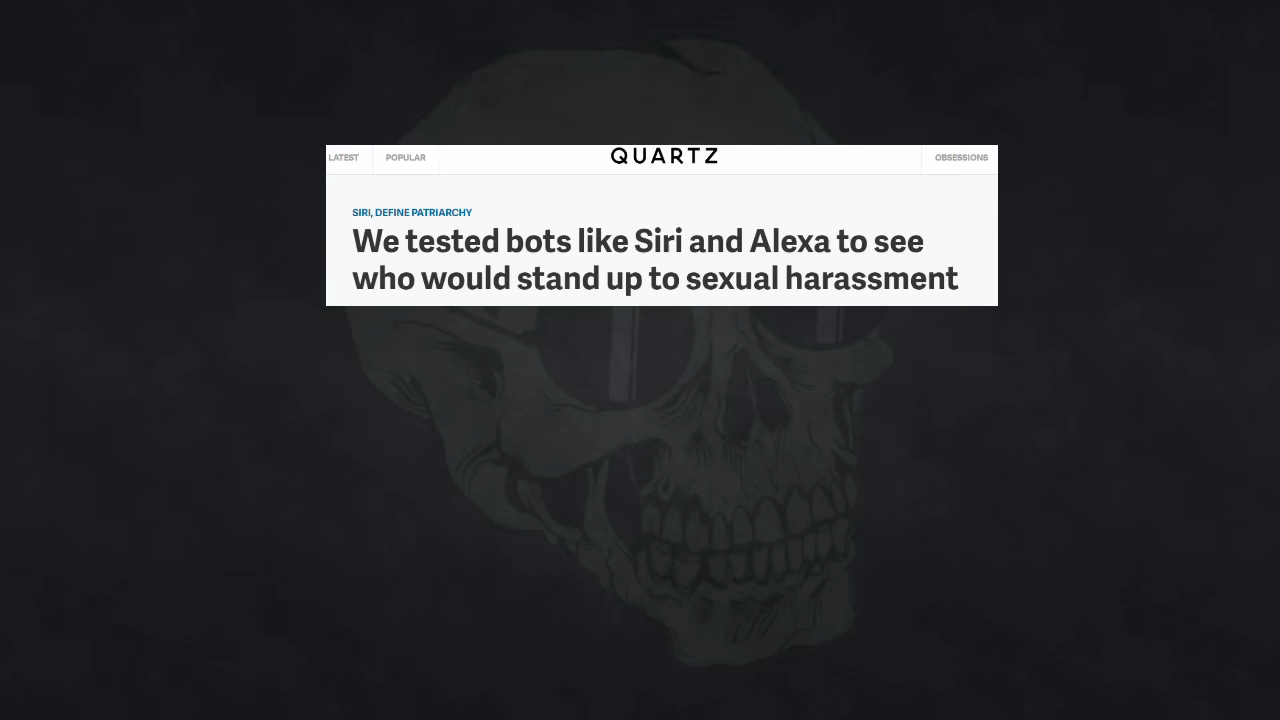 LATEST POPULAR QUARTZ OBSESSIONS
SIRI, DEFINE PATRIARCHY
We tested bots like Siri and Alexa to see
who would stand up to sexual harassment